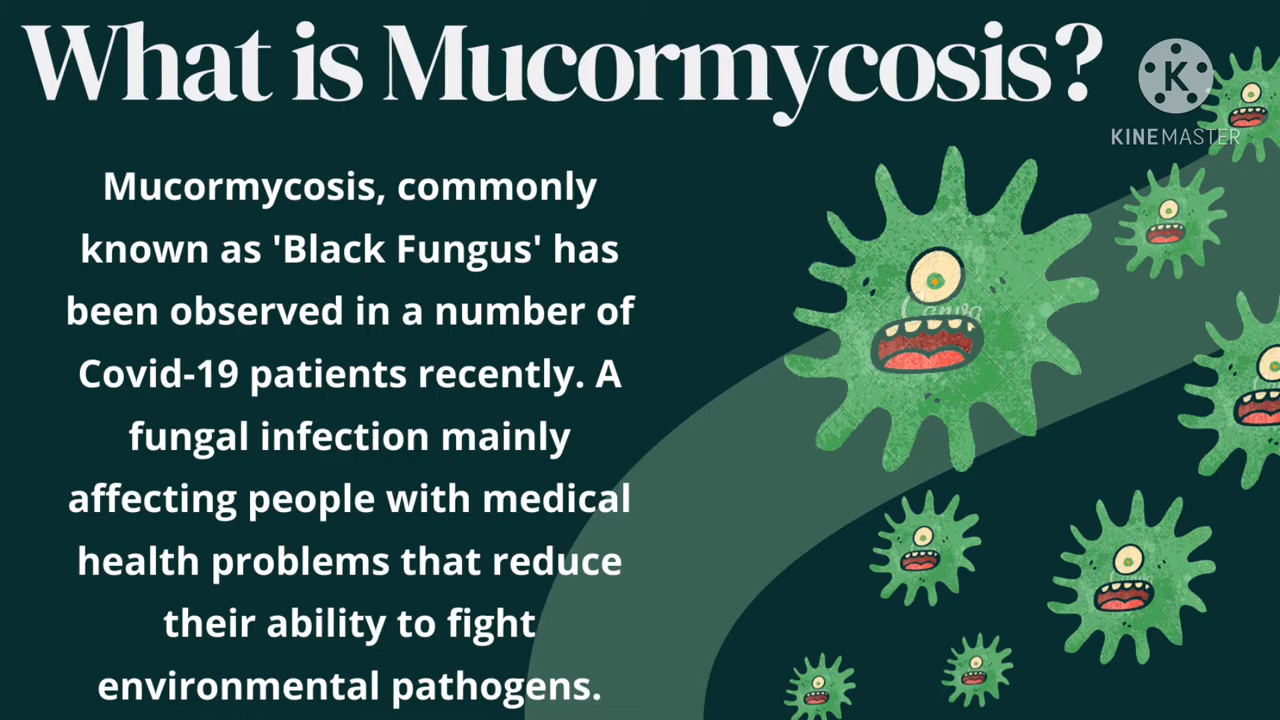 What is Mucormycosis?
K
KINEMASTER
Mucormycosis, commonly
known as 'Black Fungus' has
been observed in a number of
Covid-19 patients recently. A
fungal infection mainly
affecting people with medical
health problems that reduce
their ability to fight
environmental pathogens.
Canva